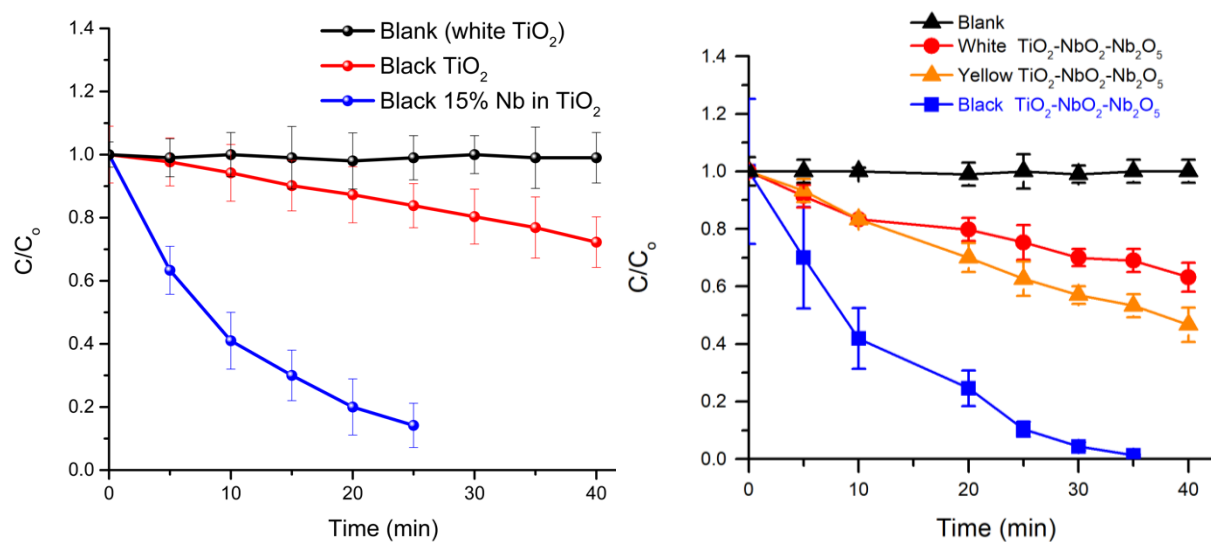 Blank (white TiO₂)
Black TiO₂
Black 15% Nb in TiO₂
C/Cₒ
1.4
1.2
1.0
0.8
0.6
0.4
0.2
0.0
0
10
20
30
40
Time (min)
Blank
White TiO₂-NbO₂-Nb₂O₅
Yellow TiO₂-NbO₂-Nb₂O₅
Black TiO₂-NbO₂-Nb₂O₅
C/Cₒ
1.4
1.2
1.0
0.8
0.6
0.4
0.2
0.0
0
10
20
30
40
Time (min)